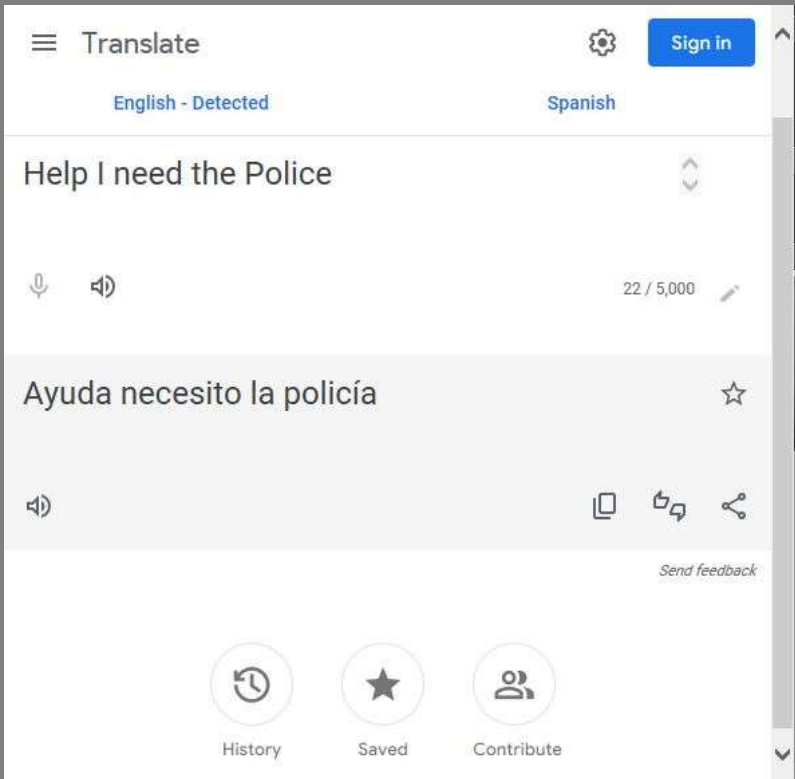 Translate Sign in
English - Detected Spanish
Help I need the Police
22 / 5,000
Ayuda necesito la policía
Send feedback
History Saved Contribute